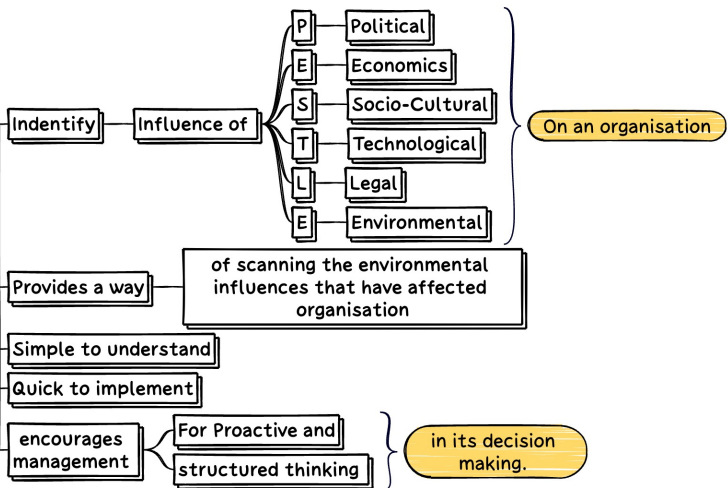 P Political
E Economics
S Socio-Cultural
T Technological
L Legal
E Environmental
Indentify Influence of
On an organisation
Provides a way
of scanning the environmental
influences that have affected
organisation
Simple to understand
Quick to implement
encourages
management
For Proactive and
structured thinking
in its decision
making.